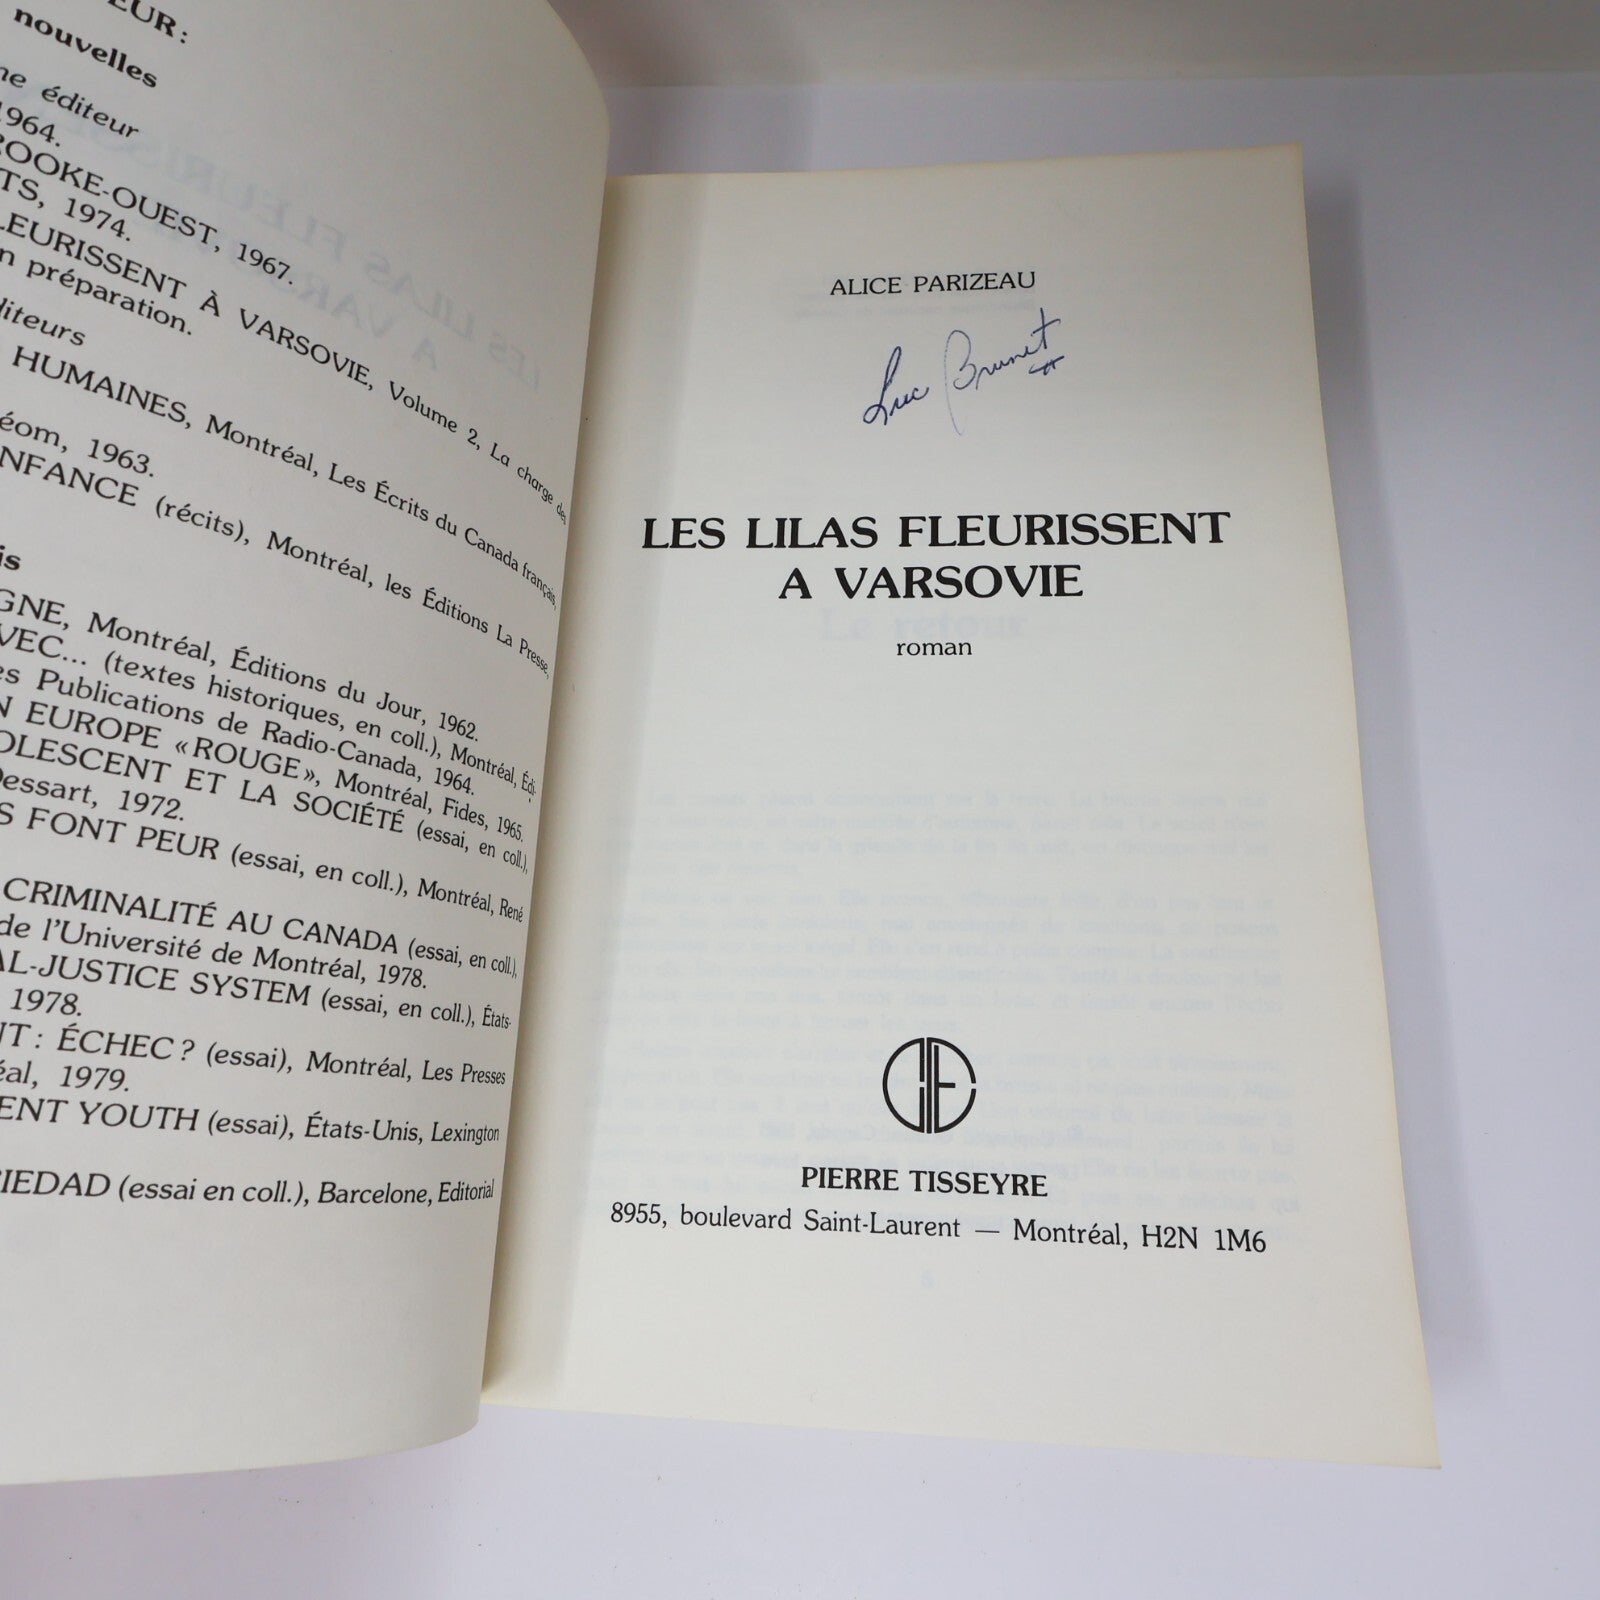 EUR :
nouvelles
me éditeur
1964.
ROOKE-OUEST, 1967.
TS, 1974.
LEURISSENT À VARSOVIE, Volume 2, La charge des
n préparation.
diteurs
HUMAINES, Montréal, Les Écrits du Canada français,
éom, 1963.
NFANCE (récits), Montréal, les Éditions La Presse,
is
GNE, Montréal, Éditions du Jour, 1962.
VEC... (textes historiques, en coll.), Montréal, Édi-
es Publications de Radio-Canada, 1964.
N EUROPE «ROUGE», Montréal, Fides, 1965.
OLESCENT ET LA SOCIÉTÉ (essai, en coll.),
Dessart, 1972.
S FONT PEUR (essai, en coll.), Montréal, René
CRIMINALITÉ AU CANADA (essai, en coll.),
de l'Université de Montréal, 1978.
AL-JUSTICE SYSTEM (essai, en coll.), États-
1978.
NT : ÉCHEC ? (essai), Montréal, Les Presses
éal, 1979.
ENT YOUTH (essai), États-Unis, Lexington
IEDAD (essai en coll.), Barcelone, Editorial
ALICE PARIZEAU
Luc Brunet
LES LILAS FLEURISSENT
A VARSOVIE
roman
PIERRE TISSEYRE
8955, boulevard Saint-Laurent — Montréal, H2N 1M6